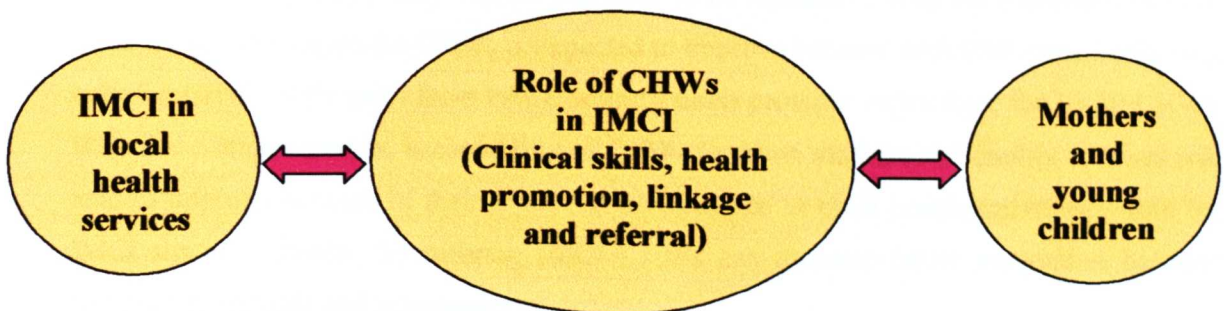 IMCI in
local
health
services
Role of CHWs
in IMCI
(Clinical skills, health
promotion, linkage
and referral)
Mothers
and
young
children